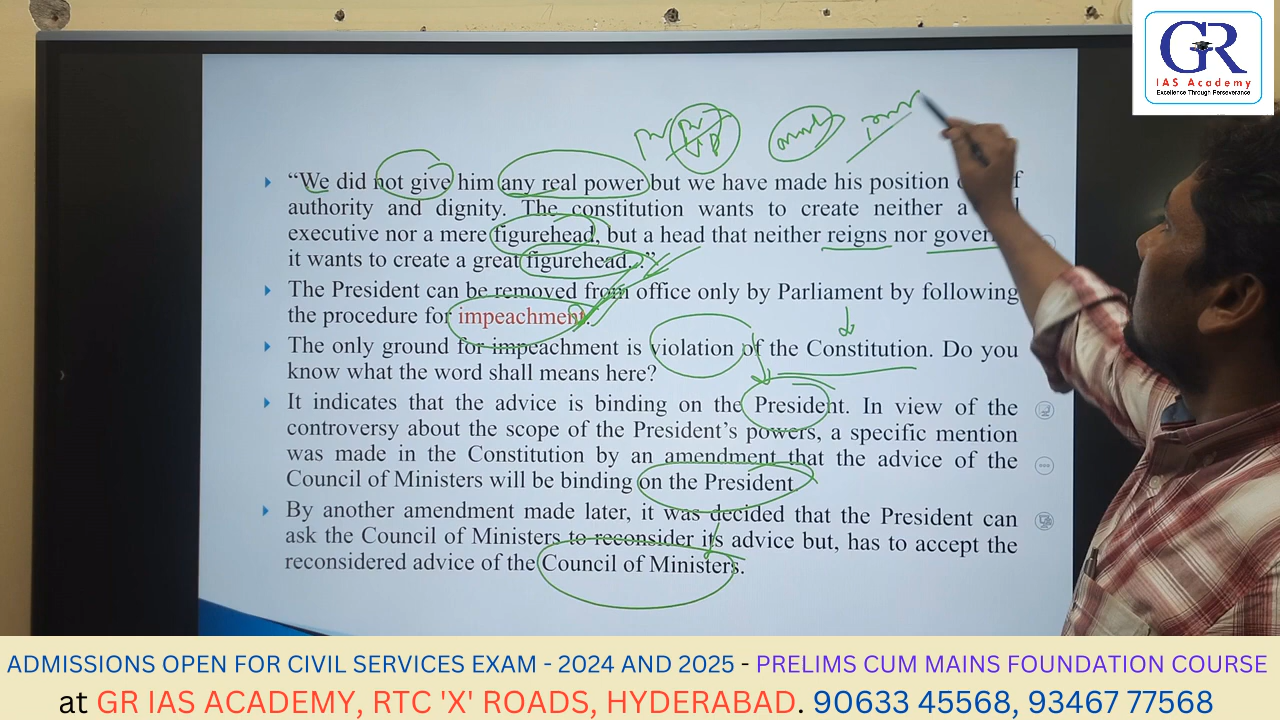 GR
IAS Academy
Excellence Through Perseverance
“We did not give him any real power but we have made his position
authority and dignity. The constitution wants to create neither a
executive nor a mere figurehead, but a head that neither reigns nor govern
it wants to create a great figurehead...”
The President can be removed from office only by Parliament by following
the procedure for impeachment.
The only ground for impeachment is violation of the Constitution. Do you
know what the word shall means here?
It indicates that the advice is binding on the President. In view of the
controversy about the scope of the President’s powers, a specific mention
was made in the Constitution by an amendment that the advice of the
Council of Ministers will be binding on the President
By another amendment made later, it was decided that the President can
ask the Council of Ministers to reconsider its advice but, has to accept the
reconsidered advice of the Council of Ministers.
ADMISSIONS OPEN FOR CIVIL SERVICES EXAM - 2024 AND 2025 - PRELIMS CUM MAINS FOUNDATION COURSE
at GR IAS ACADEMY, RTC 'X' ROADS, HYDERABAD. 90633 45568, 93467 77568